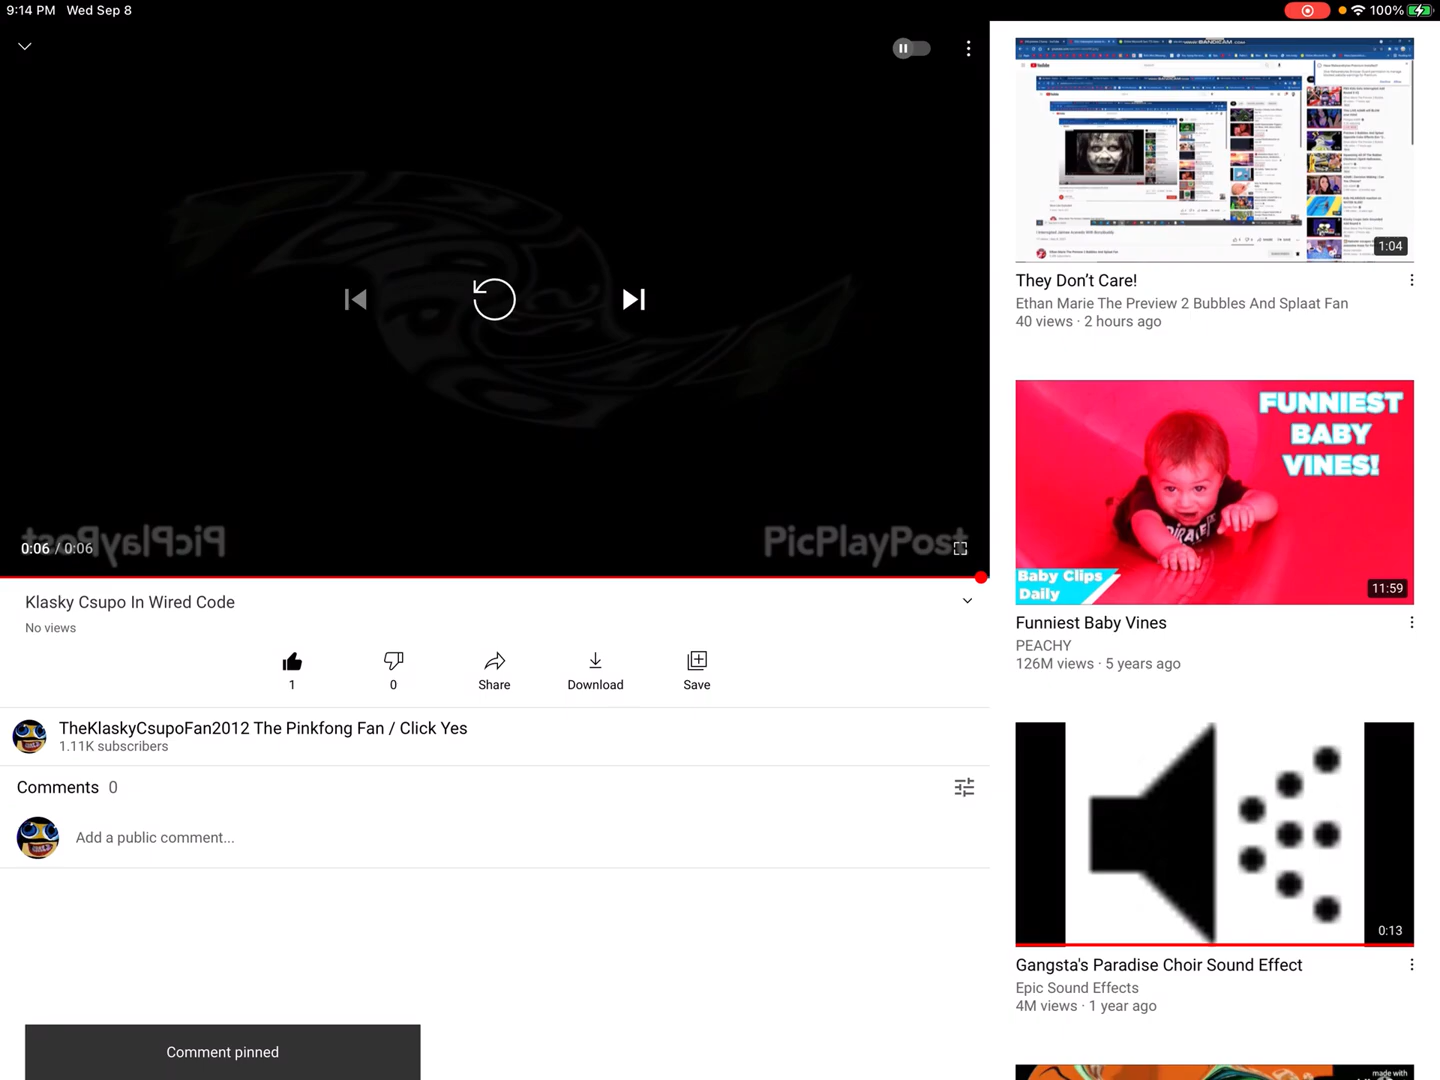 9:14 PM Wed Sep 8
100%
PicPlayPost
PicPlayPost
0:06 / 0:06
Klasky Csupo In Wired Code
No views
1
0
Share
Download
Save
TheKlaskyCsupoFan2012 The Pinkfong Fan / Click Yes
1.11K subscribers
Comments 0
Add a public comment...
Comment pinned
1:04
They Don’t Care!
Ethan Marie The Preview 2 Bubbles And Splaat Fan
40 views · 2 hours ago
FUNNIEST
BABY
VINES!
Baby Clips
Daily
11:59
Funniest Baby Vines
PEACHY
126M views · 5 years ago
0:13
Gangsta's Paradise Choir Sound Effect
Epic Sound Effects
4M views · 1 year ago
made with